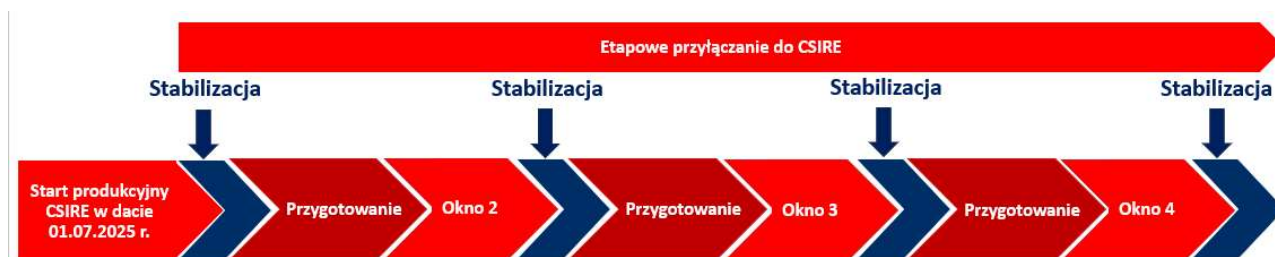 Etapowe przyłączanie do CSIRE
Stabilizacja
Stabilizacja
Stabilizacja
Stabilizacja
Start produkcyjny
CSIRE w dacie
01.07.2025 r.
Przygotowanie
Okno 2
Przygotowanie
Okno 3
Przygotowanie
Okno 4